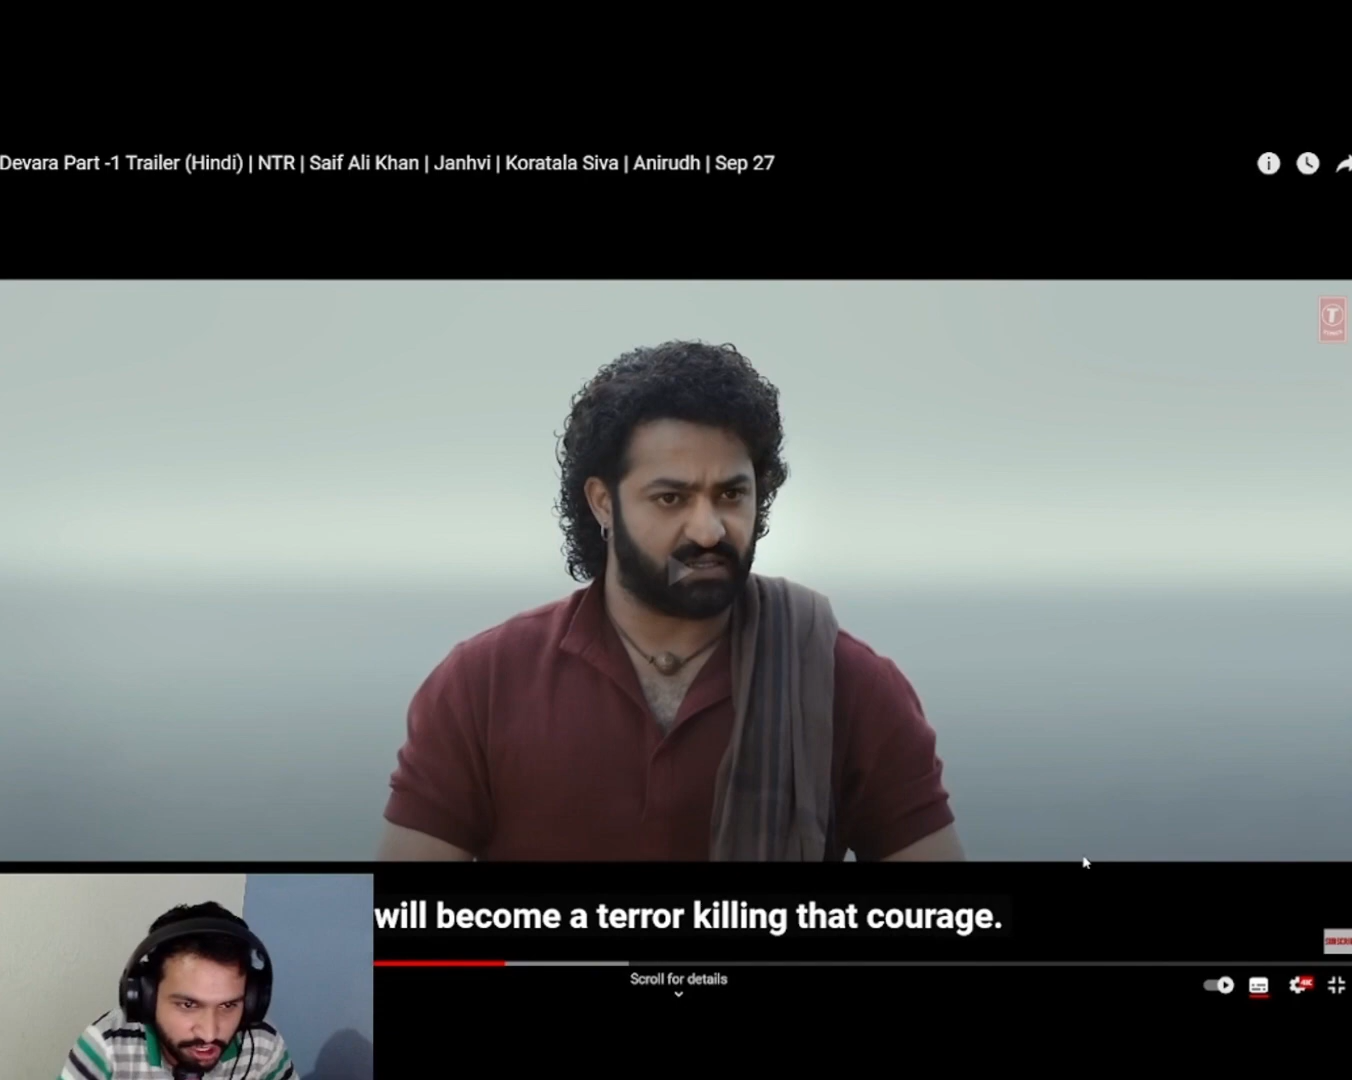 Devara Part -1 Trailer (Hindi) | NTR | Saif Ali Khan | Janhvi | Koratala Siva | Anirudh | Sep 27
T
will become a terror killing that courage.
Scroll for details
4K